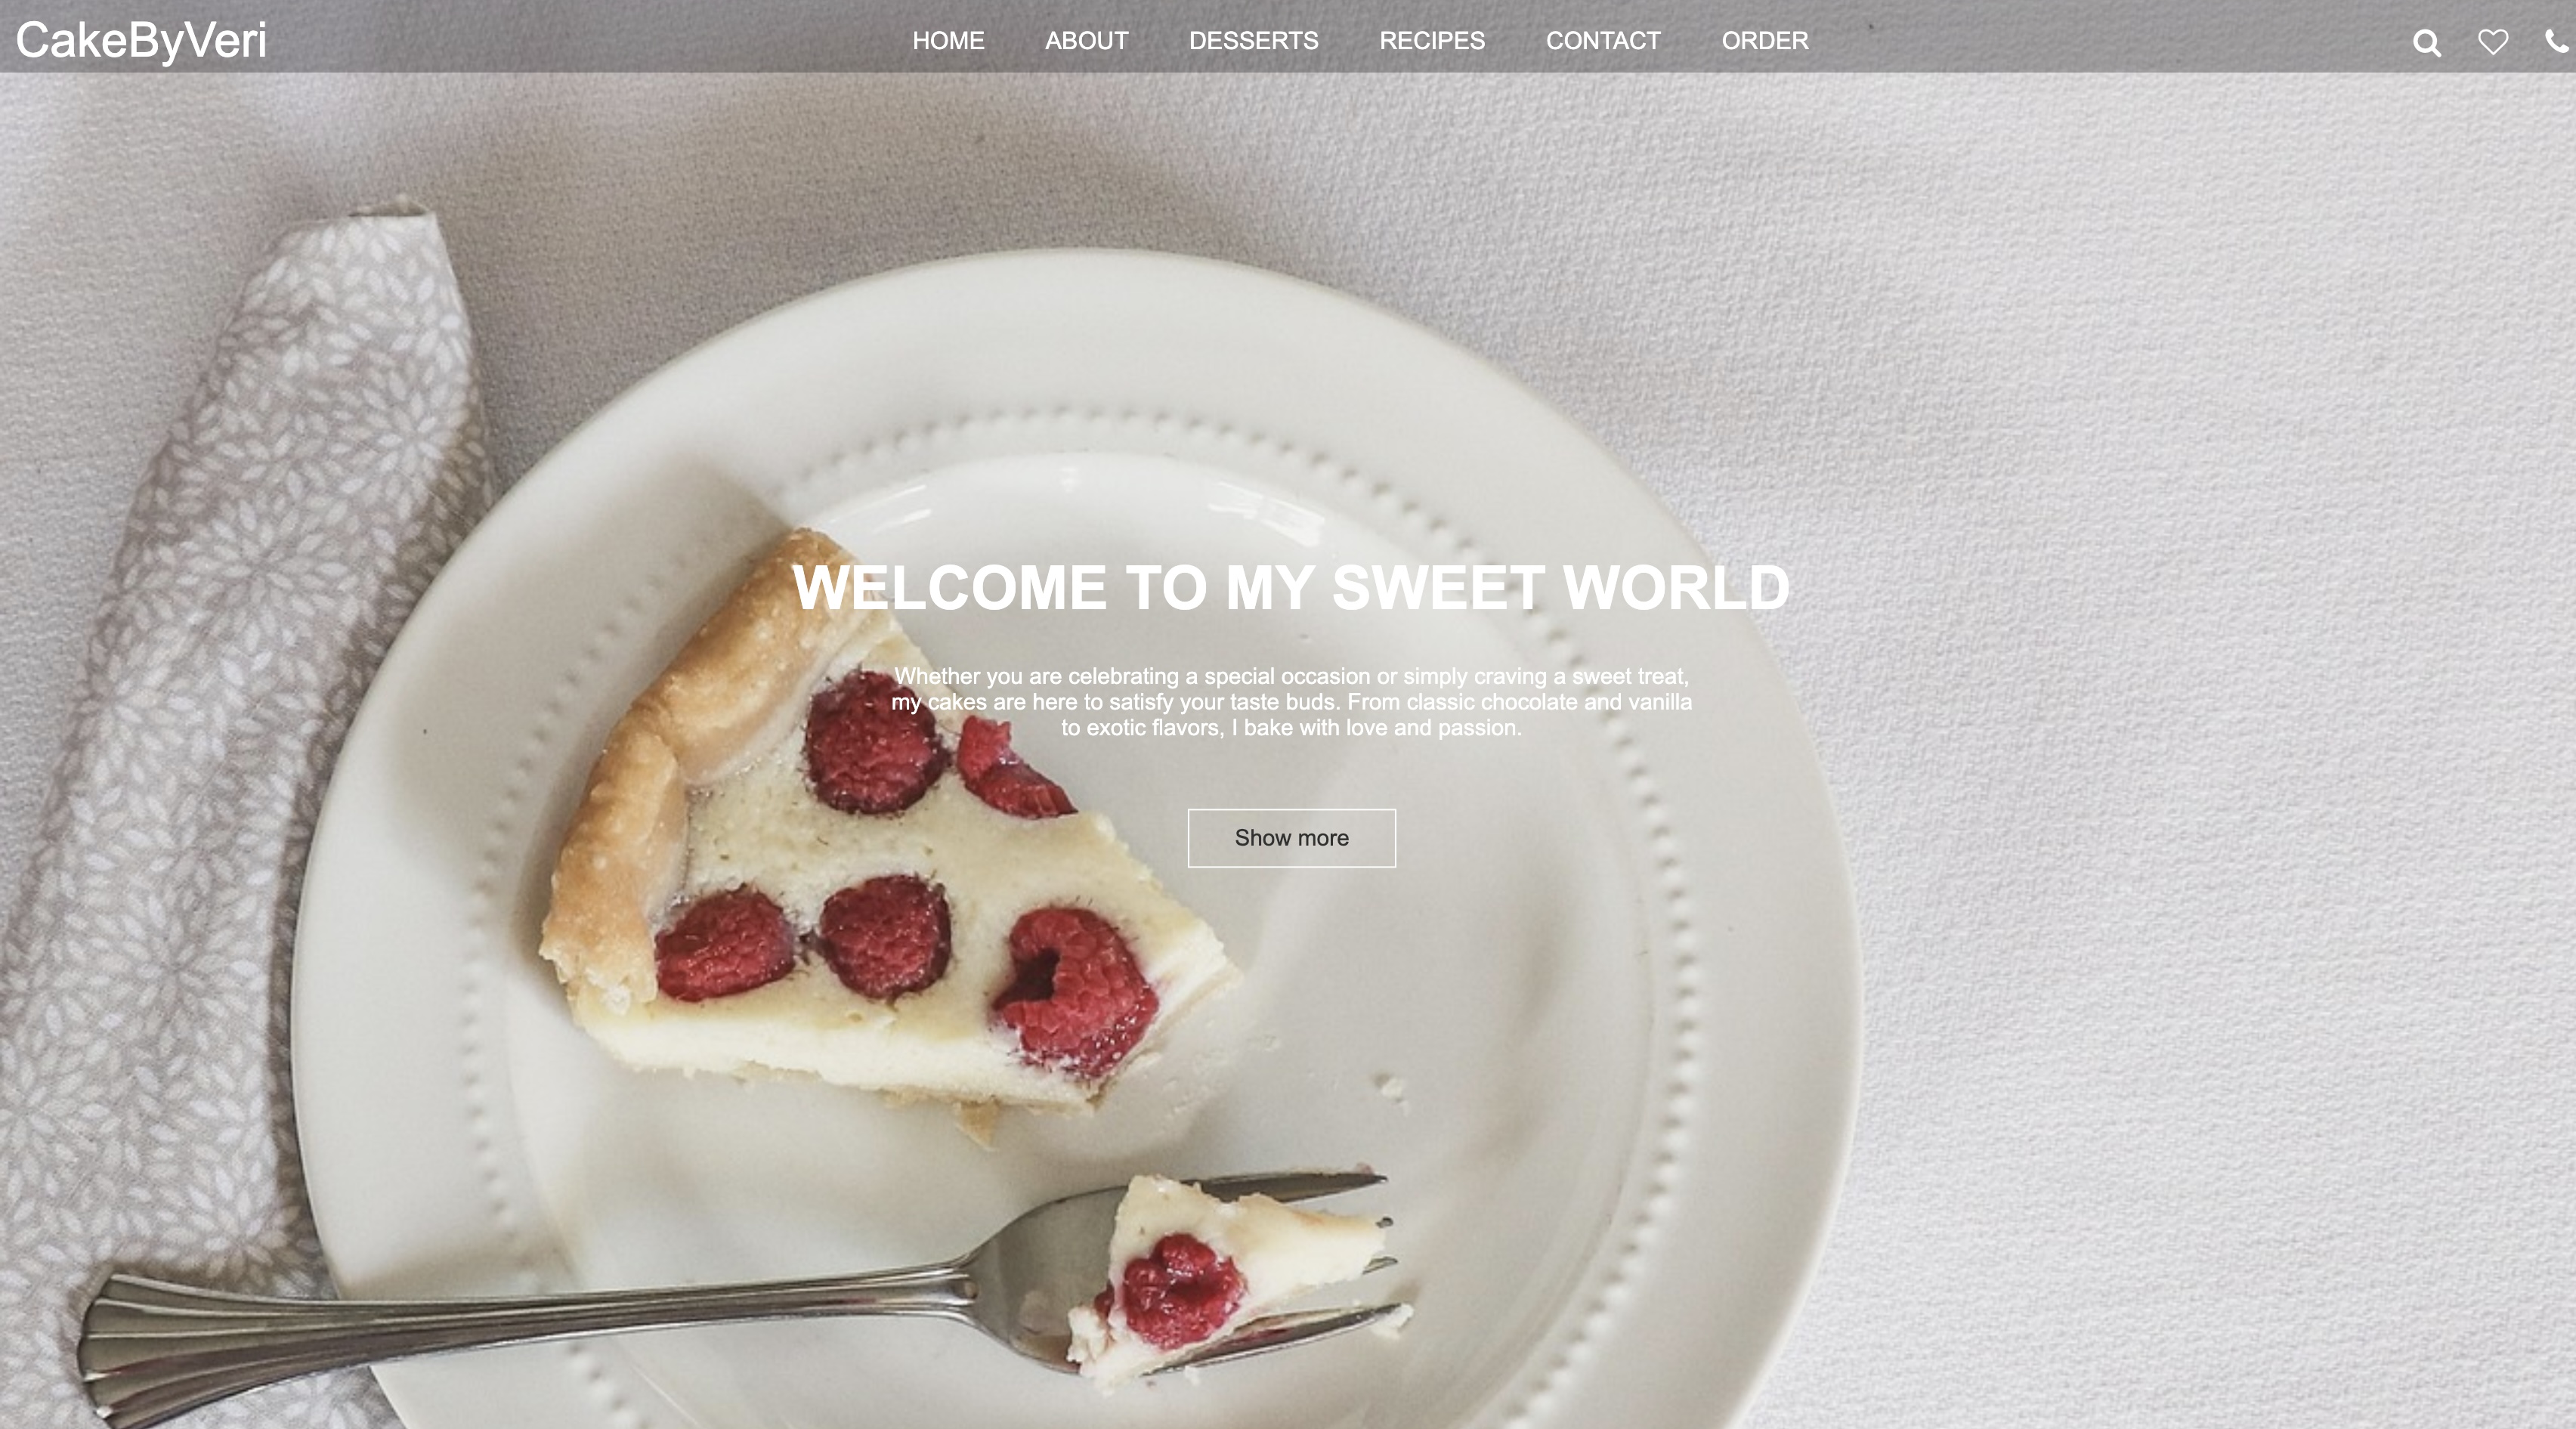 CakeByVeri
HOME ABOUT DESSERTS RECIPES CONTACT ORDER
WELCOME TO MY SWEET WORLD
Whether you are celebrating a special occasion or simply craving a sweet treat,
my cakes are here to satisfy your taste buds. From classic chocolate and vanilla
to exotic flavors, I bake with love and passion.
Show more